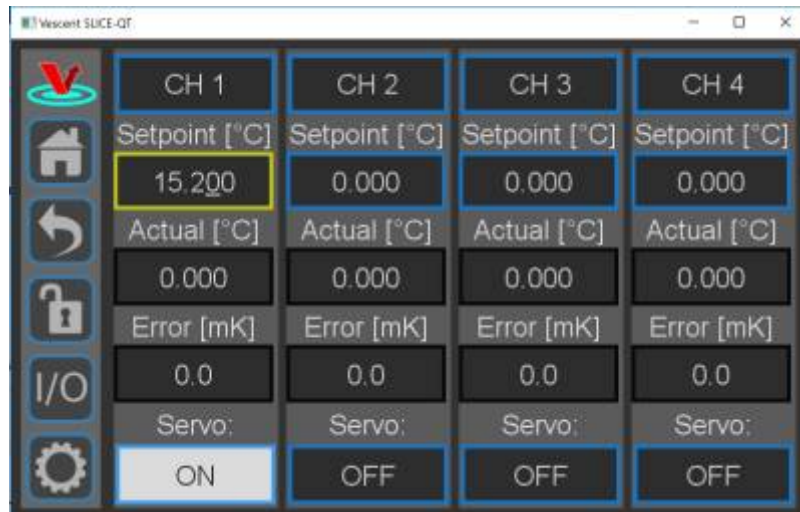 Vescent SLICE-QT
CH 1 CH 2 CH 3 CH 4
Setpoint [°C] Setpoint [°C] Setpoint [°C] Setpoint [°C]
15.200 0.000 0.000 0.000
Actual [°C] Actual [°C] Actual [°C] Actual [°C]
0.000 0.000 0.000 0.000
Error [mK] Error [mK] Error [mK] Error [mK]
I/O 0.0 0.0 0.0 0.0
Servo: Servo: Servo: Servo:
ON OFF OFF OFF